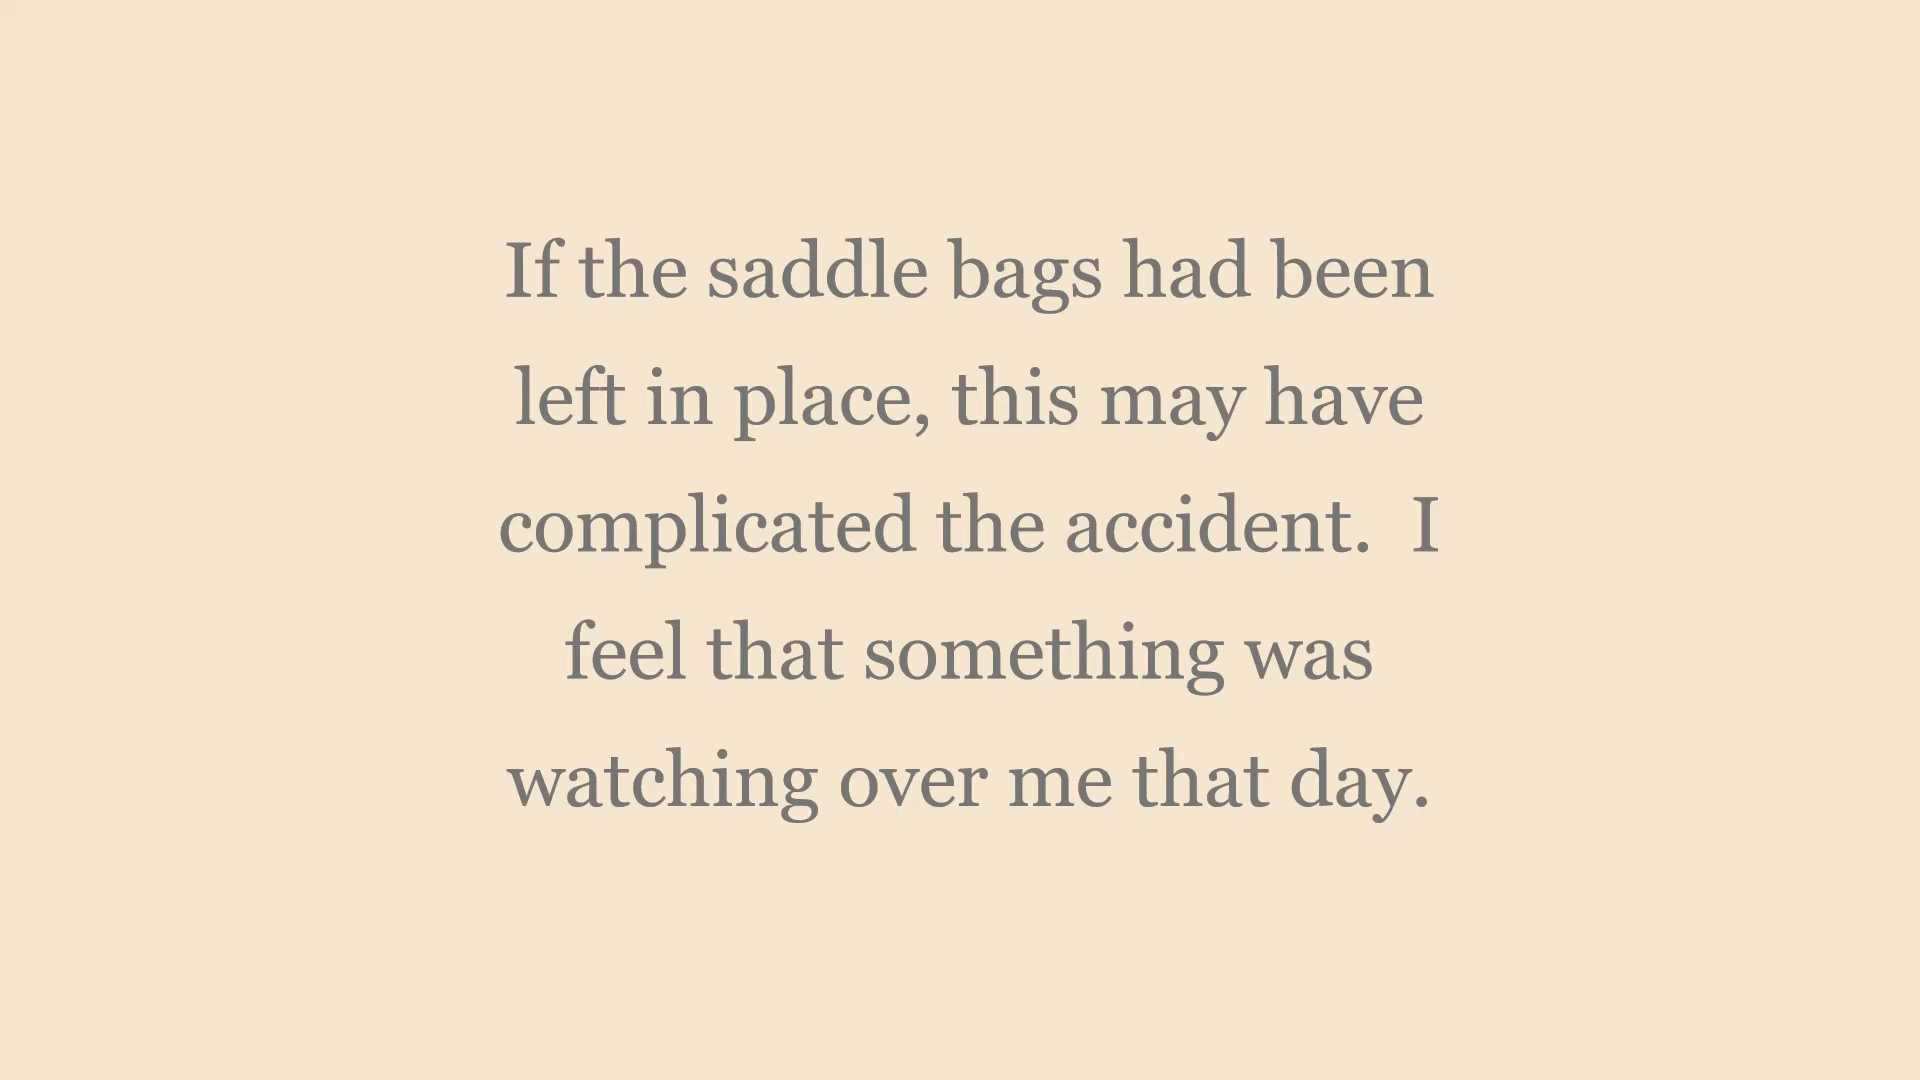 If the saddle bags had been
left in place, this may have
complicated the accident.  I
feel that something was
watching over me that day.